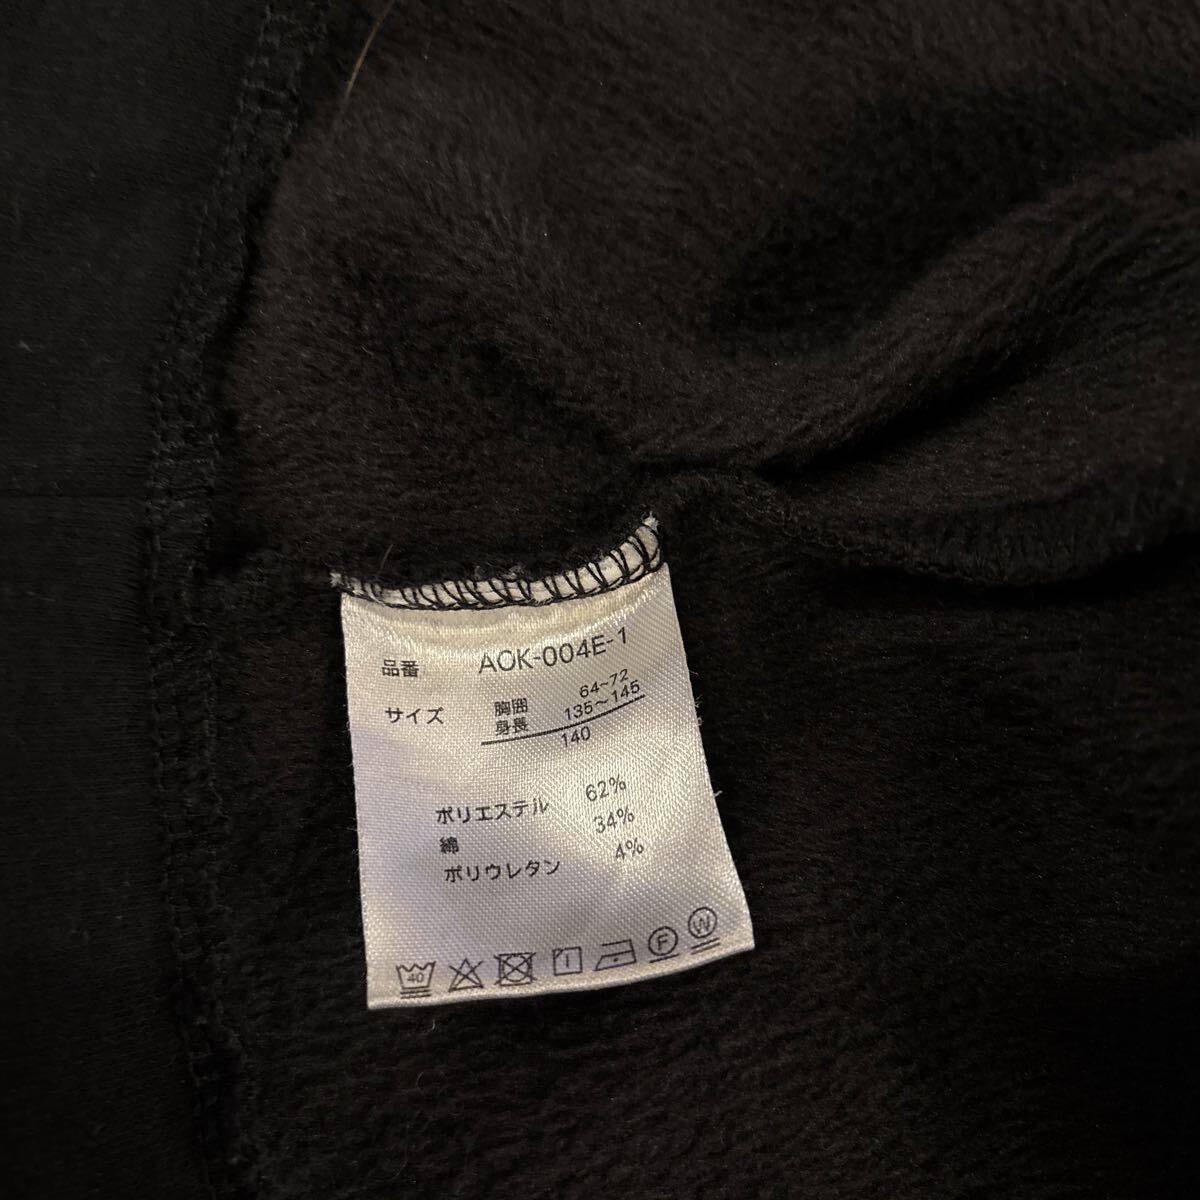 品番 AOK-004E-1
サイズ 胸囲 64~72
身長 135~145
140
ポリエステル 62%
綿 34%
ポリウレタン 4%
40 F W